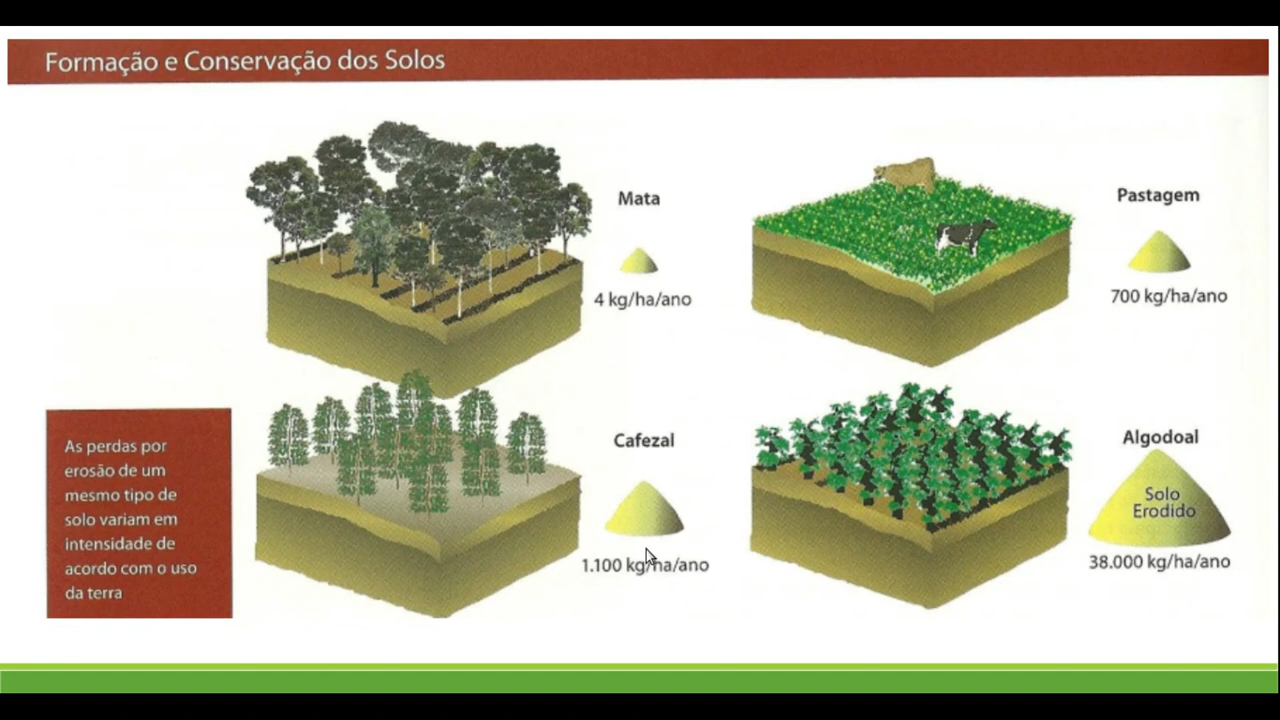 Formação e Conservação dos Solos
Mata
4 kg/ha/ano
Pastagem
700 kg/ha/ano
As perdas por
erosão de um
mesmo tipo de
solo variam em
intensidade de
acordo com o uso
da terra
Cafezal
1.100 kg/ha/ano
Algodoal
Solo
Erodido
38.000 kg/ha/ano